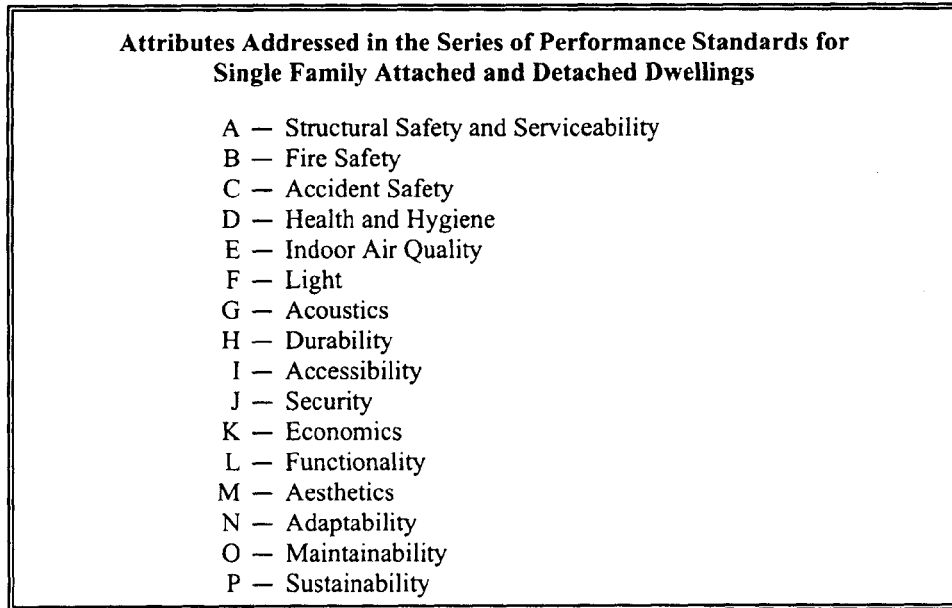 Attributes Addressed in the Series of Performance Standards for
Single Family Attached and Detached Dwellings
A — Structural Safety and Serviceability
B — Fire Safety
C — Accident Safety
D — Health and Hygiene
E — Indoor Air Quality
F — Light
G — Acoustics
H — Durability
I — Accessibility
J — Security
K — Economics
L — Functionality
M — Aesthetics
N — Adaptability
O — Maintainability
P — Sustainability